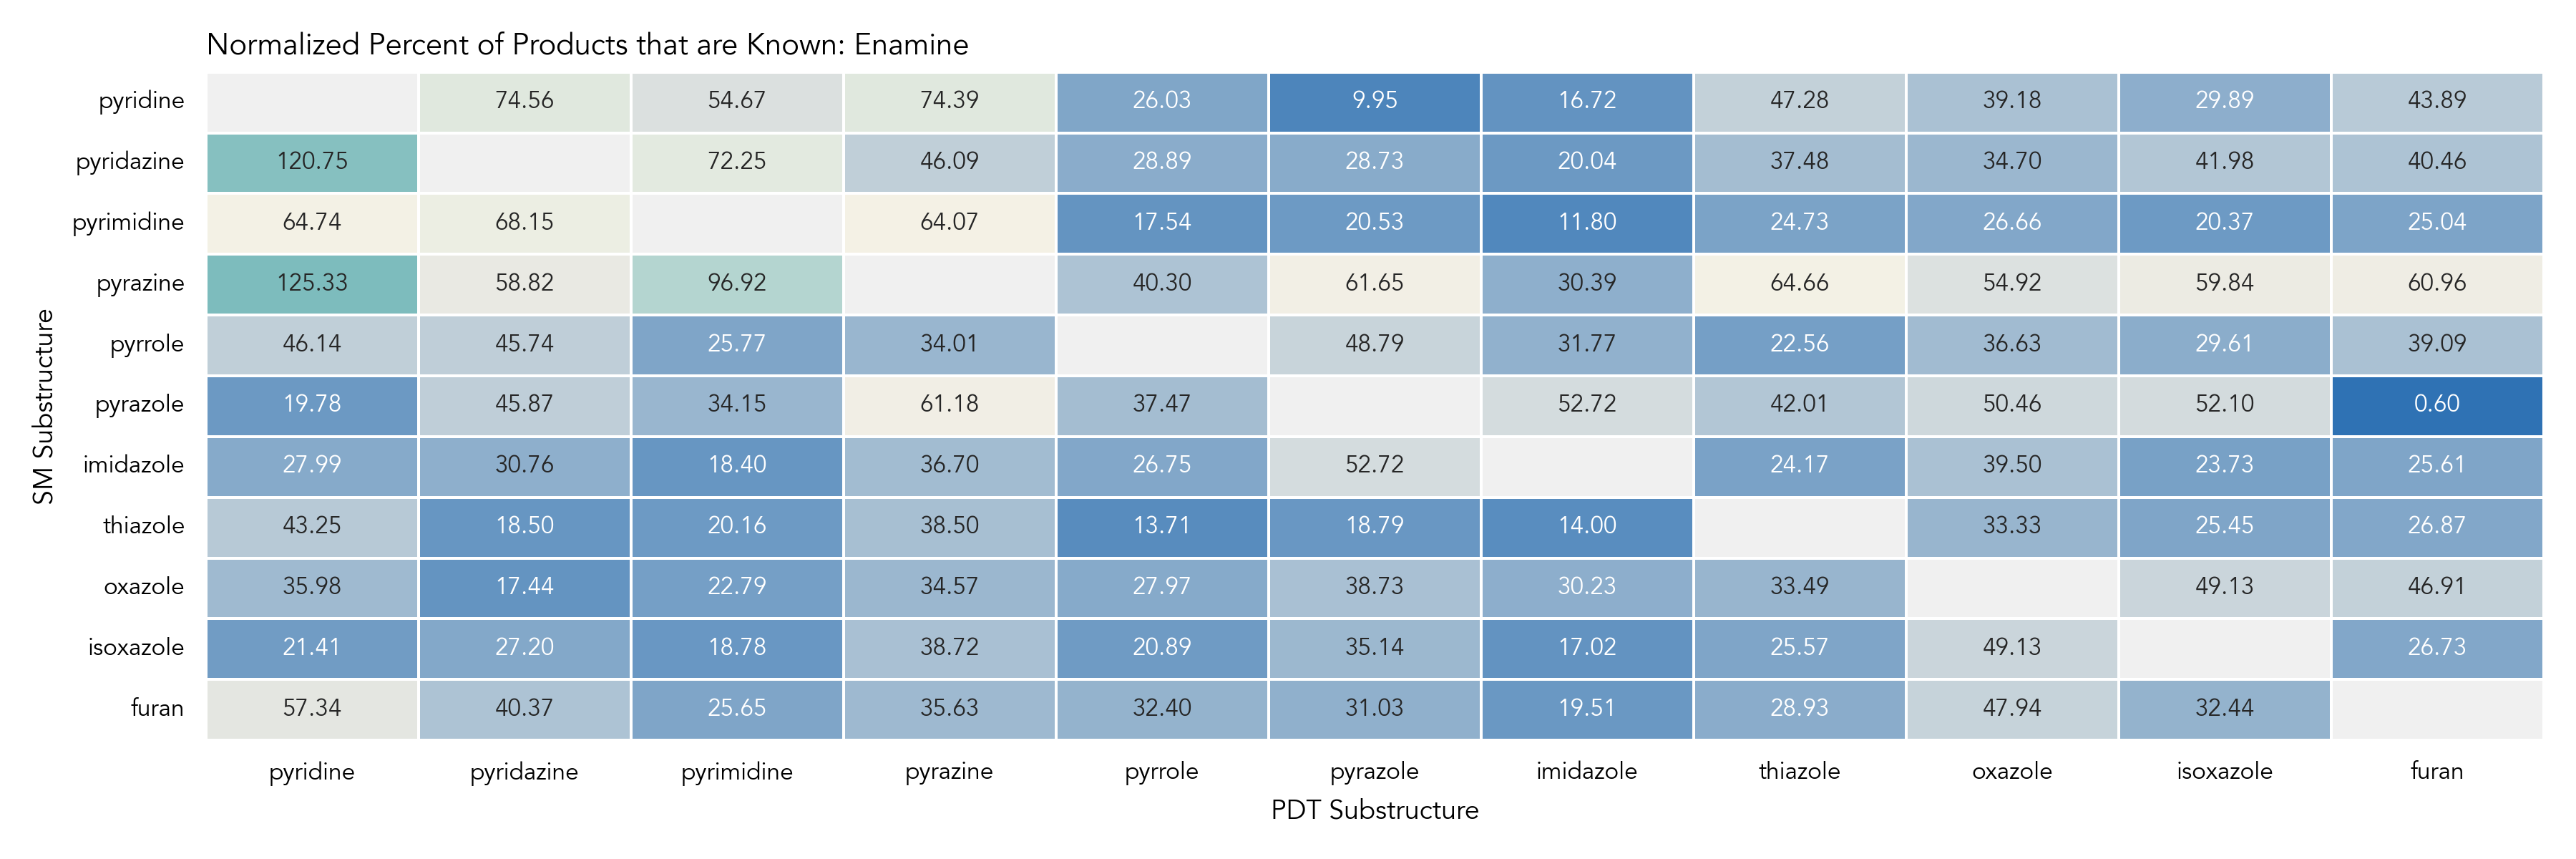 Normalized Percent of Products that are Known: Enamine
SM Substructure
pyridine 74.56 54.67 74.39 26.03 9.95 16.72 47.28 39.18 29.89 43.89
pyridazine 120.75 72.25 46.09 28.89 28.73 20.04 37.48 34.70 41.98 40.46
pyrimidine 64.74 68.15 64.07 17.54 20.53 11.80 24.73 26.66 20.37 25.04
pyrazine 125.33 58.82 96.92 40.30 61.65 30.39 64.66 54.92 59.84 60.96
pyrrole 46.14 45.74 25.77 34.01 48.79 31.77 22.56 36.63 29.61 39.09
pyrazole 19.78 45.87 34.15 61.18 37.47 52.72 42.01 50.46 52.10 0.60
imidazole 27.99 30.76 18.40 36.70 26.75 52.72 24.17 39.50 23.73 25.61
thiazole 43.25 18.50 20.16 38.50 13.71 18.79 14.00 33.33 25.45 26.87
oxazole 35.98 17.44 22.79 34.57 27.97 38.73 30.23 33.49 49.13 46.91
isoxazole 21.41 27.20 18.78 38.72 20.89 35.14 17.02 25.57 49.13 26.73
furan 57.34 40.37 25.65 35.63 32.40 31.03 19.51 28.93 47.94 32.44
pyridine pyridazine pyrimidine pyrazine pyrrole pyrazole imidazole thiazole oxazole isoxazole furan
PDT Substructure